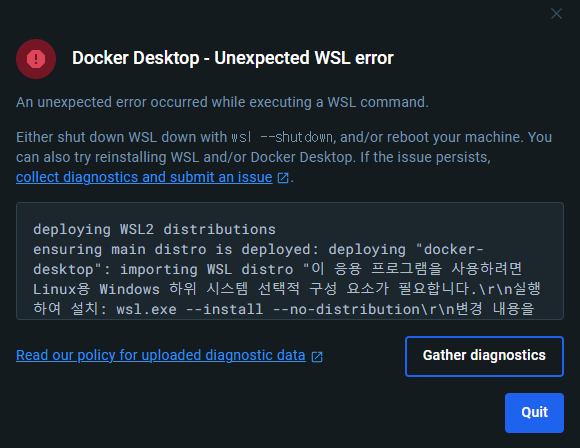 Docker Desktop - Unexpected WSL error
An unexpected error occurred while executing a WSL command.
Either shut down WSL down with wsl --shutdown, and/or reboot your machine. You
can also try reinstalling WSL and/or Docker Desktop. If the issue persists,
collect diagnostics and submit an issue.
deploying WSL2 distributions
ensuring main distro is deployed: deploying "docker-
desktop": importing WSL distro "이 응용 프로그램을 사용하려면
Linux용 Windows 하위 시스템 선택적 구성 요소가 필요합니다.\r\n실행
하여 설치: wsl.exe --install --no-distribution\r\n변경 내용을
Read our policy for uploaded diagnostic data
Gather diagnostics
Quit